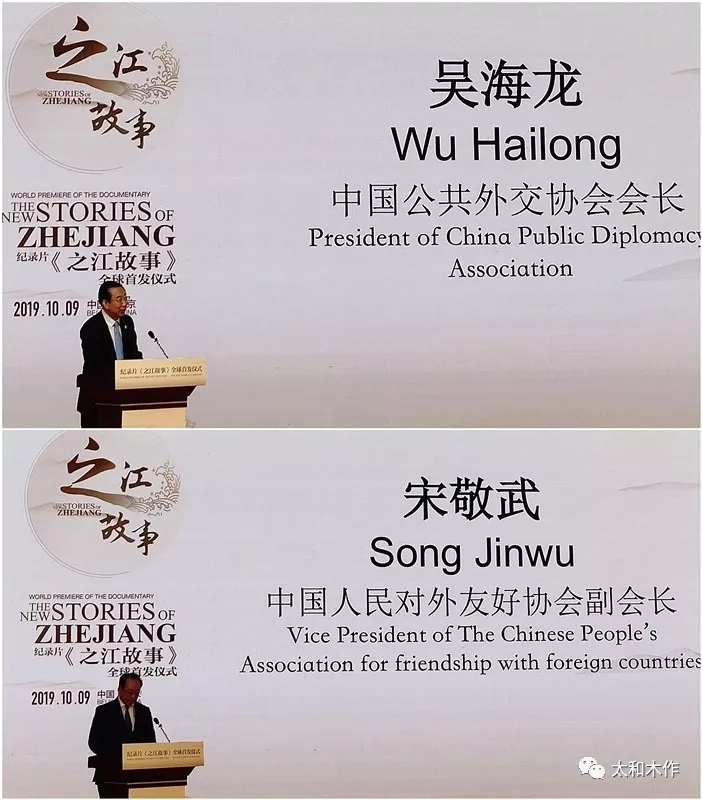 之江
STORIES OF
ZHEJIANG
故事
WORLD PREMIERE OF THE DOCUMENTARY
THE
NEW STORIES OF
ZHEJIANG
纪录片《之江故事》
全球首发仪式
2019.10.09
吴海龙
Wu Hailong
中国公共外交协会会长
President of China Public Diplomacy
Association
纪录片《之江故事》全球首发仪式
之江
STORIES OF
ZHEJIANG
故事
WORLD PREMIERE OF THE DOCUMENTARY
THE
NEW STORIES OF
ZHEJIANG
纪录片《之江故事》
全球首发仪式
2019.10.09 中国
宋敬武
Song Jinwu
中国人民对外友好协会副会长
Vice President of The Chinese People's
Association for friendship with foreign countries
纪录片《之江故事》全球首发仪式
太和木作